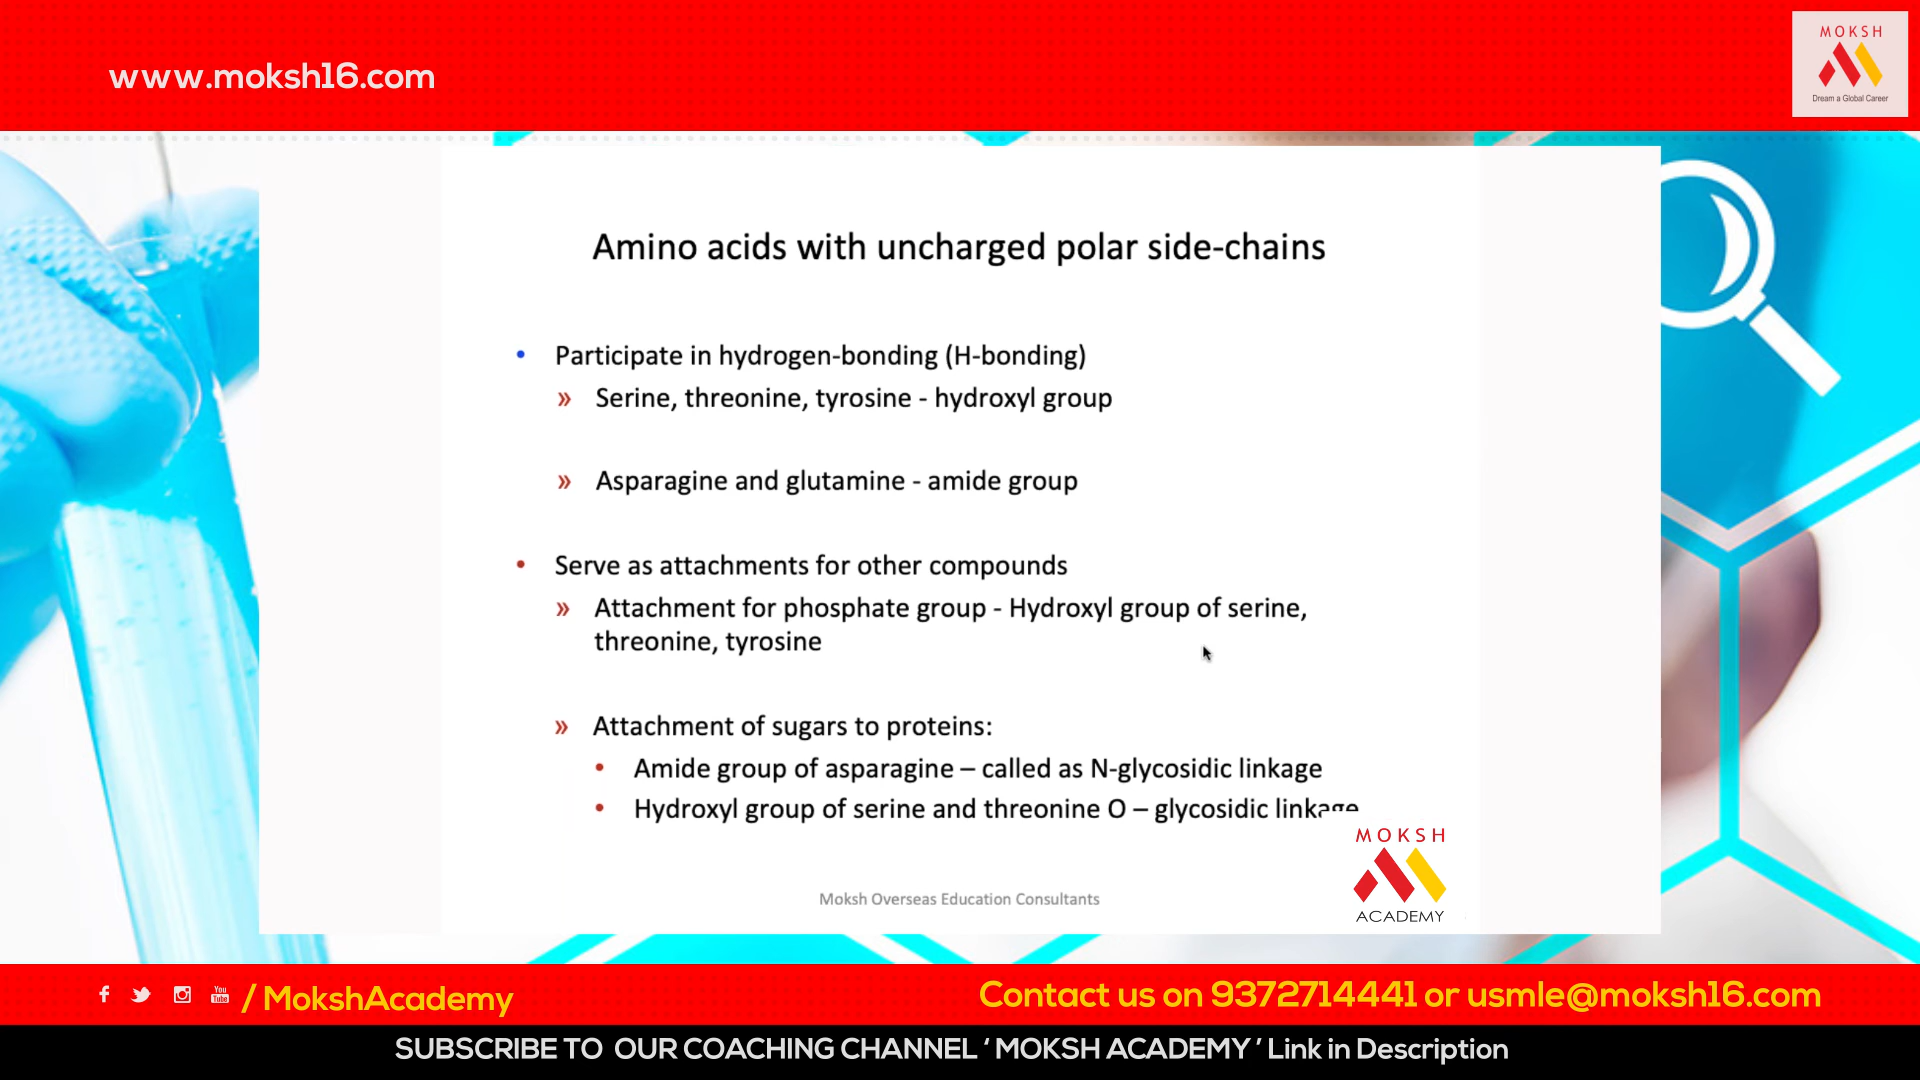 www.moksh16.com
MOKSH
Dream a Global Career
Amino acids with uncharged polar side-chains
• Participate in hydrogen-bonding (H-bonding)
» Serine, threonine, tyrosine - hydroxyl group
» Asparagine and glutamine - amide group
• Serve as attachments for other compounds
» Attachment for phosphate group - Hydroxyl group of serine,
threonine, tyrosine
» Attachment of sugars to proteins:
• Amide group of asparagine – called as N-glycosidic linkage
• Hydroxyl group of serine and threonine O – glycosidic linkage
MOKSH
ACADEMY
Moksh Overseas Education Consultants
You Tube
/ MokshAcademy
Contact us on 9372714441 or usmle@moksh16.com
SUBSCRIBE TO OUR COACHING CHANNEL ‘ MOKSH ACADEMY ’ Link in Description